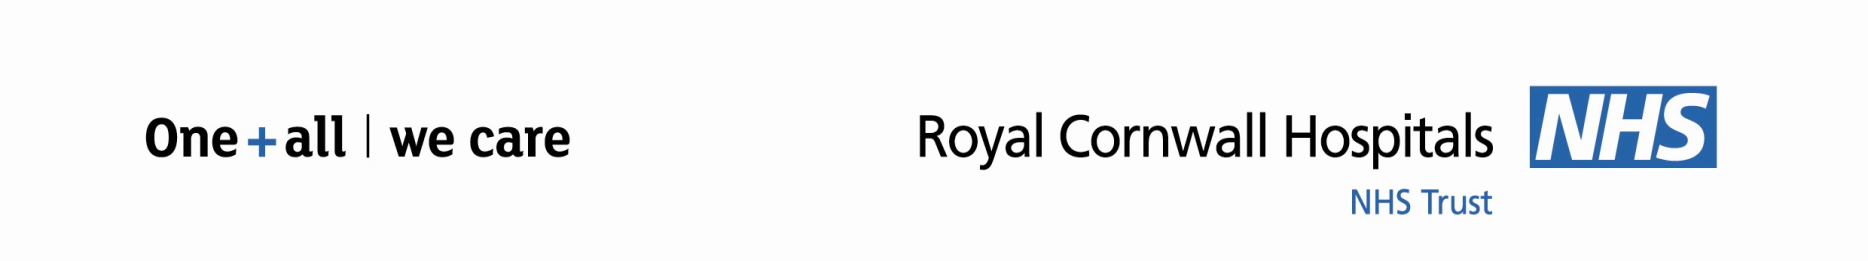 One + all | we care
Royal Cornwall Hospitals NHS
NHS Trust